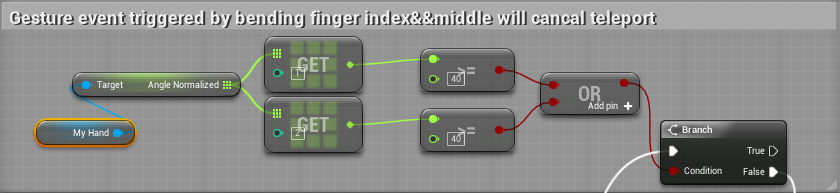 Gesture event triggered by bending finger index&&middle will cancal teleport
GET
1
>=
40
Target
Angle Normalized
OR
Add pin +
GET
2
>=
40
My Hand
Branch
True
Condition
False